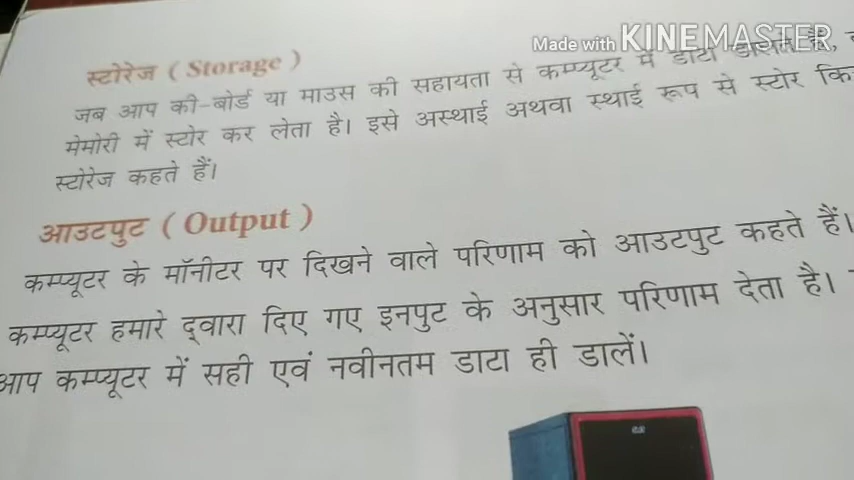 Made with KINEMASTER
स्टोरेज ( Storage )
जब आप की-बोर्ड या माउस की सहायता से कम्प्यूटर में डाटा डालते हैं,
मेमोरी में स्टोर कर लेता है। इसे अस्थाई अथवा स्थाई रूप से स्टोर
स्टोरेज कहते हैं।
आउटपुट ( Output )
कम्प्यूटर के मॉनीटर पर दिखने वाले परिणाम को आउटपुट कहते हैं।
कम्प्यूटर हमारे द्वारा दिए गए इनपुट के अनुसार परिणाम देता है।
आप कम्प्यूटर में सही एवं नवीनतम डाटा ही डालें।